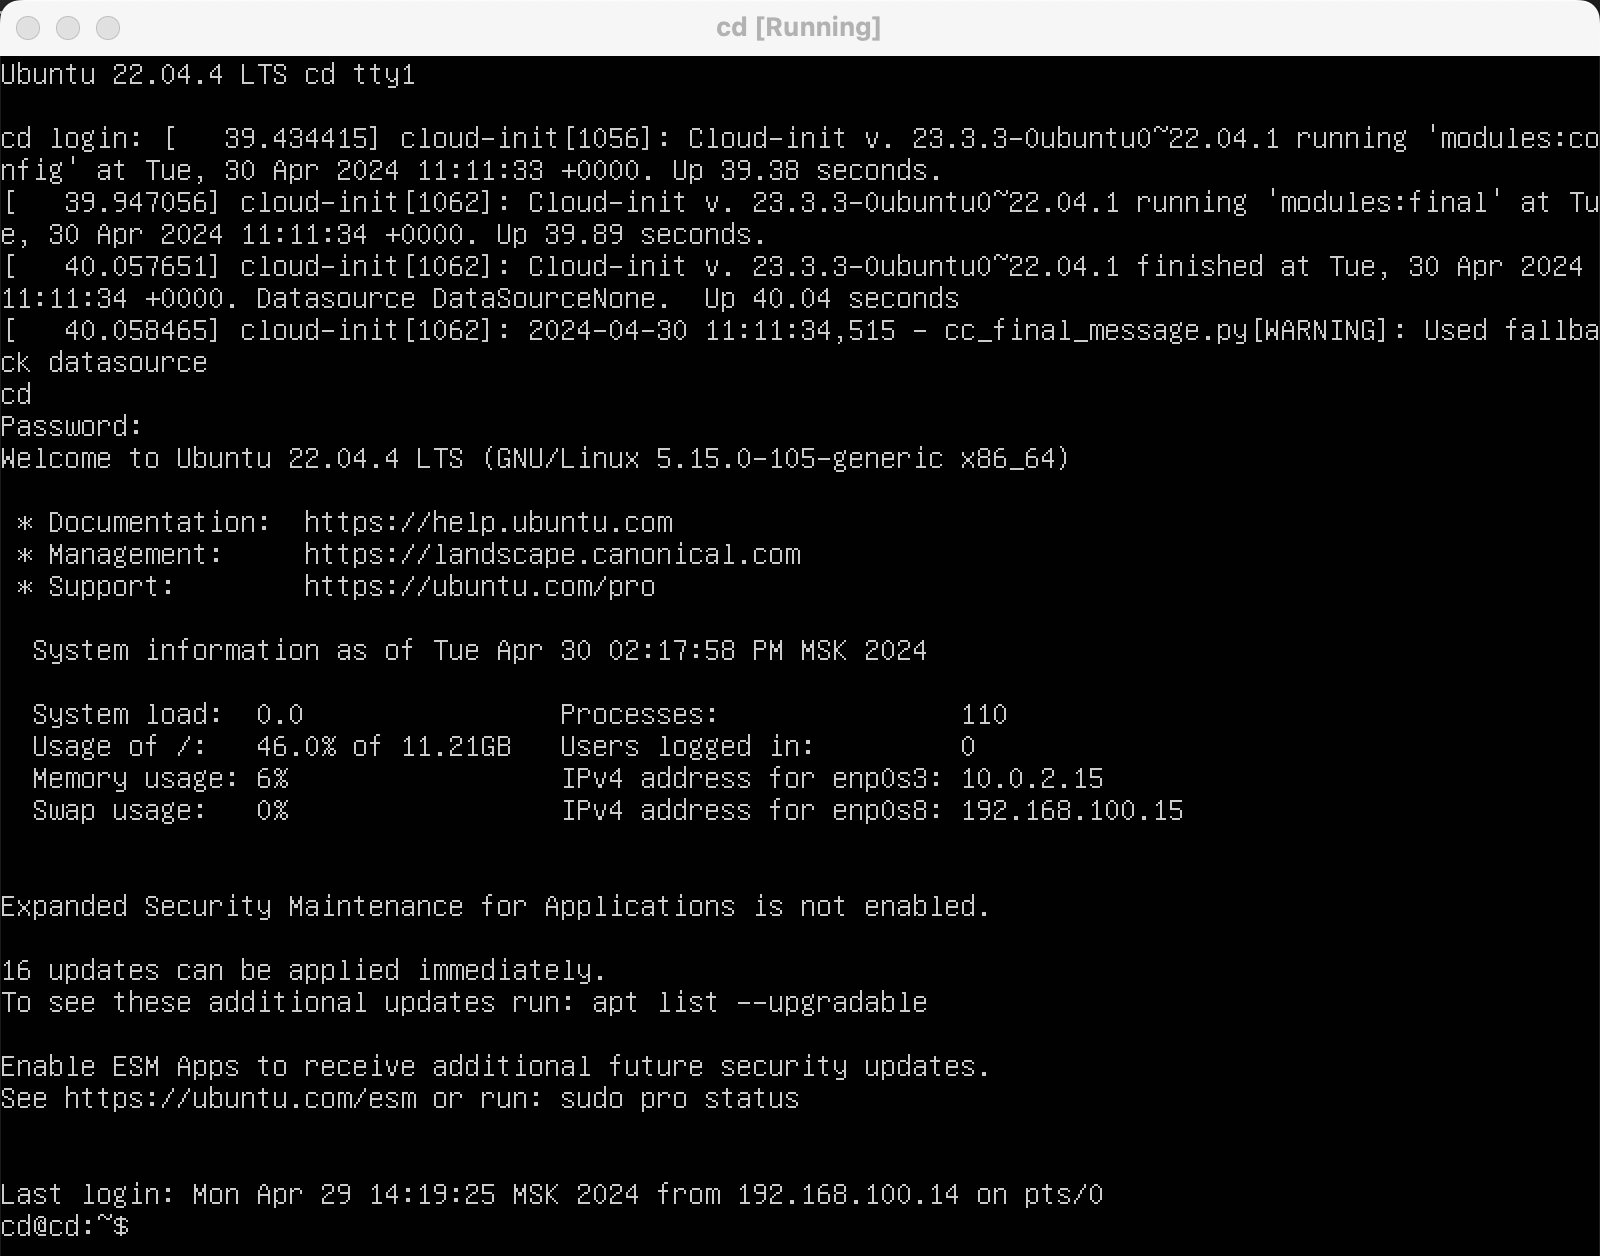 cd [Running]
Ubuntu 22.04.4 LTS cd tty1
cd login: [   39.434415] cloud-init[1056]: Cloud-init v. 23.3.3-0ubuntu0~22.04.1 running 'modules:co
nfig' at Tue, 30 Apr 2024 11:11:33 +0000. Up 39.38 seconds.
[   39.947056] cloud-init[1062]: Cloud-init v. 23.3.3-0ubuntu0~22.04.1 running 'modules:final' at Tu
e, 30 Apr 2024 11:11:34 +0000. Up 39.89 seconds.
[   40.057651] cloud-init[1062]: Cloud-init v. 23.3.3-0ubuntu0~22.04.1 finished at Tue, 30 Apr 2024
11:11:34 +0000. Datasource DataSourceNone.  Up 40.04 seconds
[   40.058465] cloud-init[1062]: 2024-04-30 11:11:34,515 - cc_final_message.py[WARNING]: Used fallba
ck datasource
cd
Password:
Welcome to Ubuntu 22.04.4 LTS (GNU/Linux 5.15.0-105-generic x86_64)
 * Documentation:  https://help.ubuntu.com
 * Management:     https://landscape.canonical.com
 * Support:        https://ubuntu.com/pro
  System information as of Tue Apr 30 02:17:58 PM MSK 2024
  System load:  0.0                Processes:               110
  Usage of /:   46.0% of 11.21GB   Users logged in:         0
  Memory usage: 6%                 IPv4 address for enp0s3: 10.0.2.15
  Swap usage:   0%                 IPv4 address for enp0s8: 192.168.100.15
Expanded Security Maintenance for Applications is not enabled.
16 updates can be applied immediately.
To see these additional updates run: apt list --upgradable
Enable ESM Apps to receive additional future security updates.
See https://ubuntu.com/esm or run: sudo pro status
Last login: Mon Apr 29 14:19:25 MSK 2024 from 192.168.100.14 on pts/0
cd@cd:~$